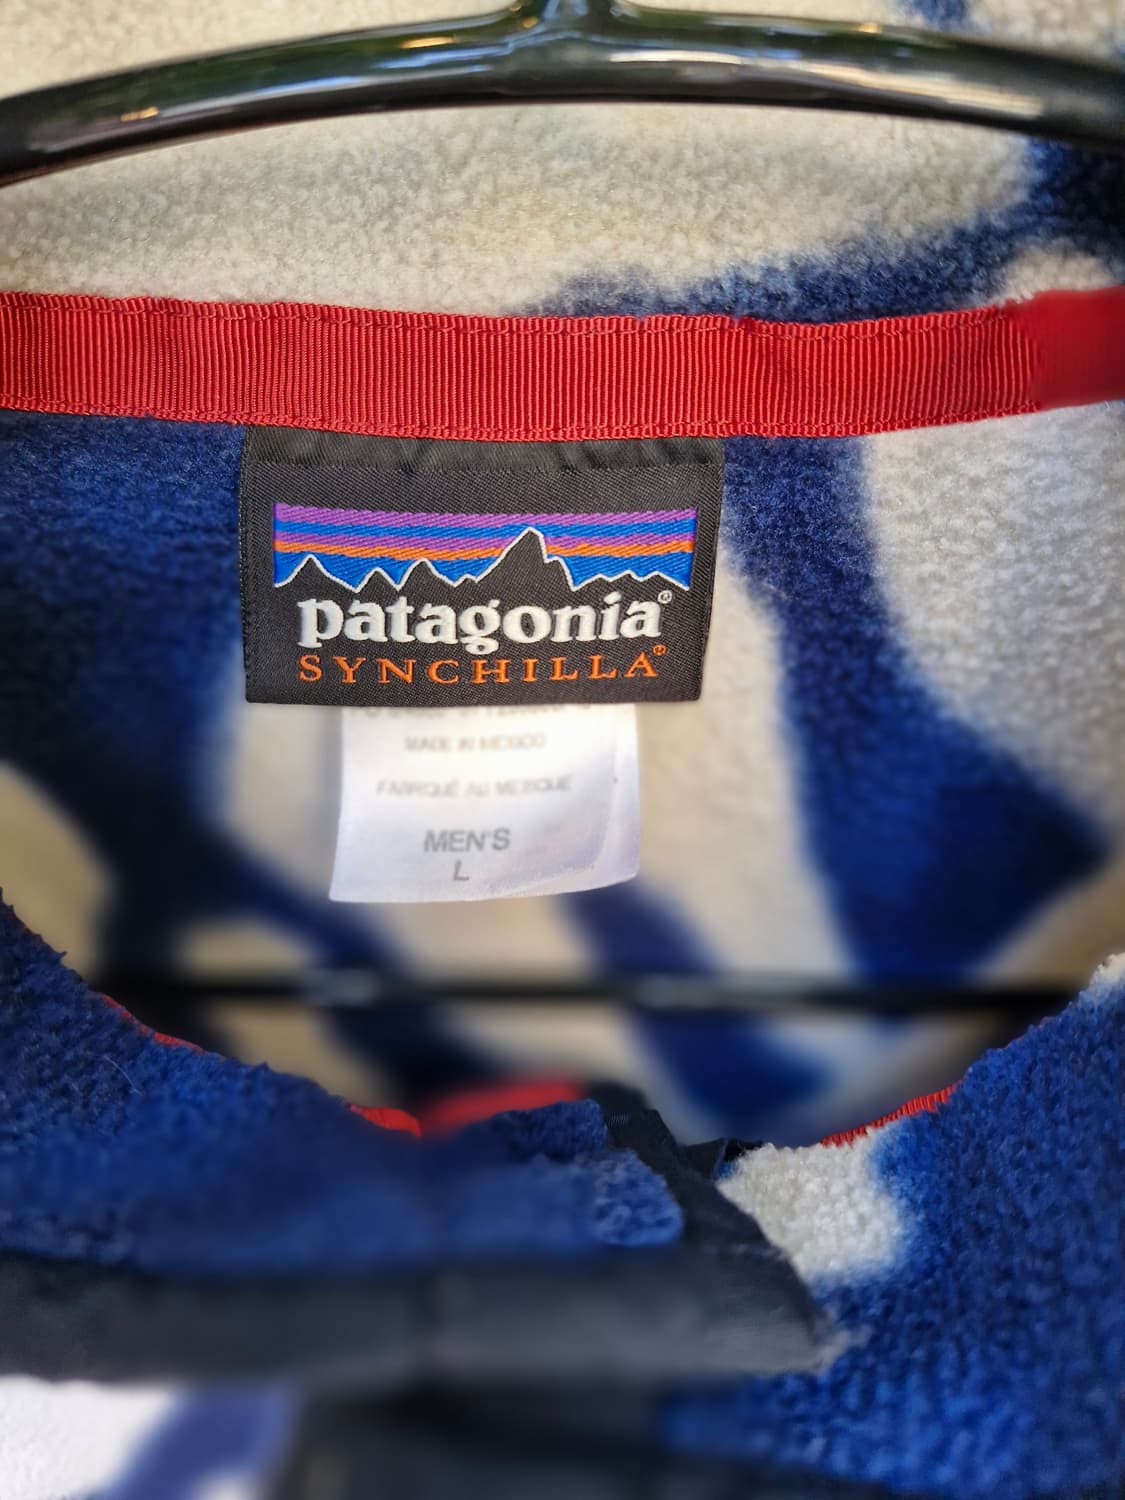 patagonia®
SYNCHILLA®
MADE IN MEXICO
FABRIQUÉ AU MEXIQUE
MEN'S
L